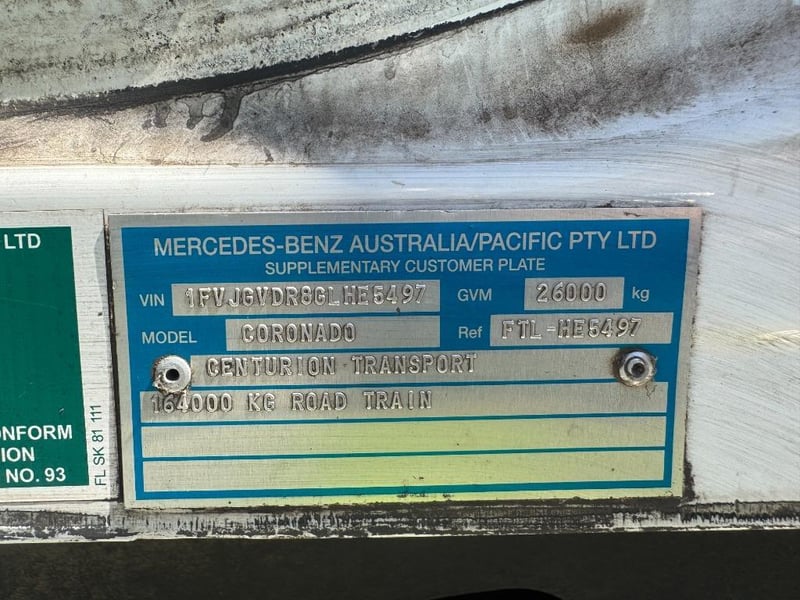 LTD
ONFORM
ION
NO. 93
FL SK 81 111
MERCEDES-BENZ AUSTRALIA/PACIFIC PTY LTD
SUPPLEMENTARY CUSTOMER PLATE
VIN 1FVJGVDR8GLHE5497 GVM 26000 kg
MODEL CORONADO Ref FTL-HE5497
CENTURION TRANSPORT
164000 KG ROAD TRAIN